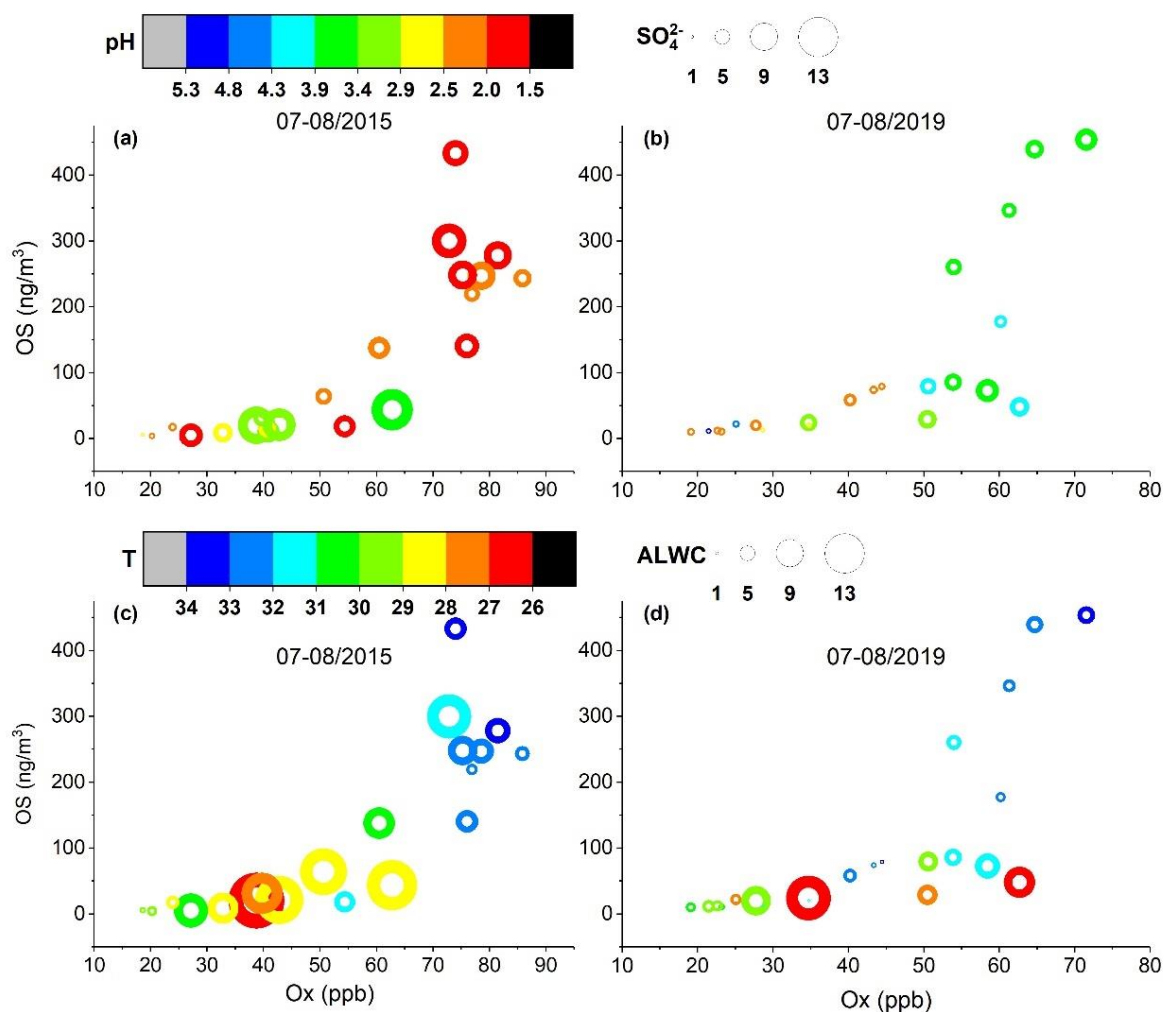 pH
5.3 4.8 4.3 3.9 3.4 2.9 2.5 2.0 1.5
SO₄²⁻
1 5 9 13
(a)
07-08/2015
OS (ng/m³)
400
300
200
100
0
10 20 30 40 50 60 70 80 90
(b)
07-08/2019
400
300
200
100
0
10 20 30 40 50 60 70 80
T
34 33 32 31 30 29 28 27 26
ALWC
1 5 9 13
(c)
07-08/2015
OS (ng/m³)
400
300
200
100
0
10 20 30 40 50 60 70 80 90
Ox (ppb)
(d)
07-08/2019
400
300
200
100
0
10 20 30 40 50 60 70 80
Ox (ppb)